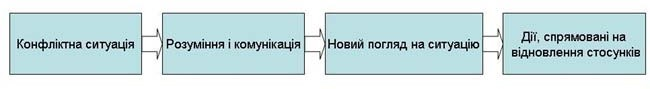 Конфліктна ситуація
Розуміння і комунікація
Новий погляд на ситуацію
Дії, спрямовані на
відновлення стосунків